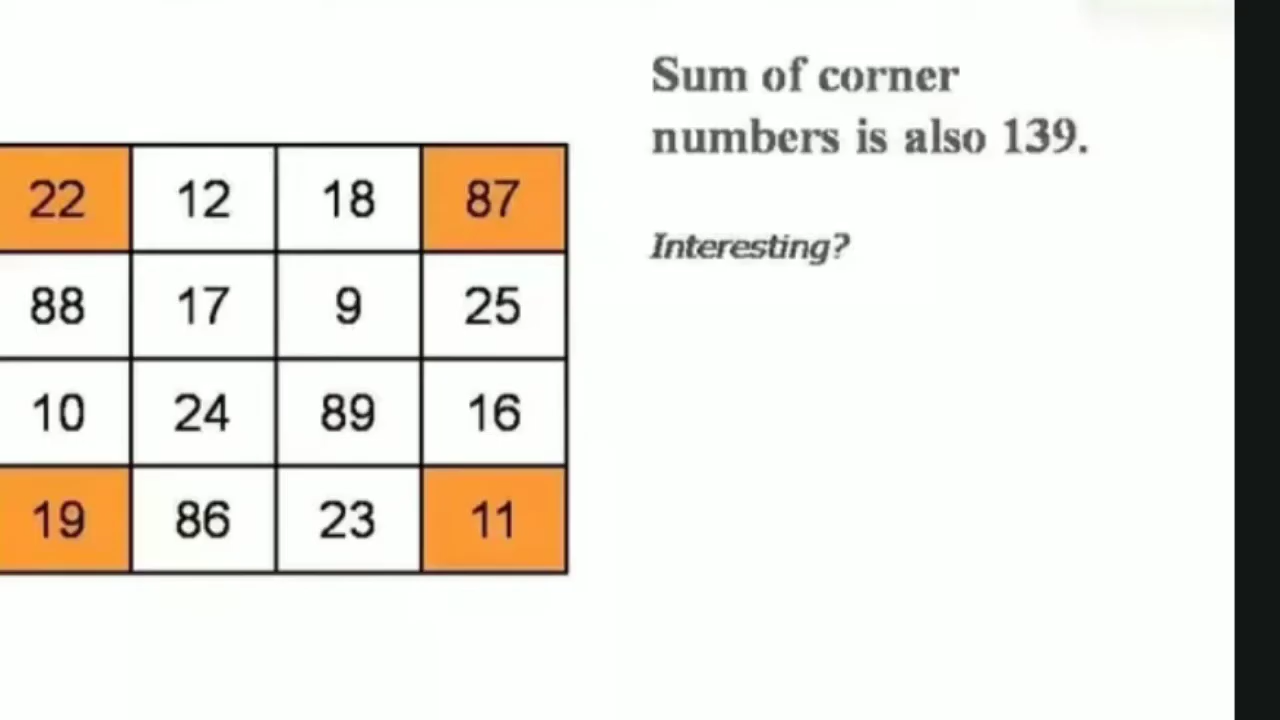 Sum of corner
numbers is also 139.
Interesting?
22 12 18 87
88 17 9 25
10 24 89 16
19 86 23 11